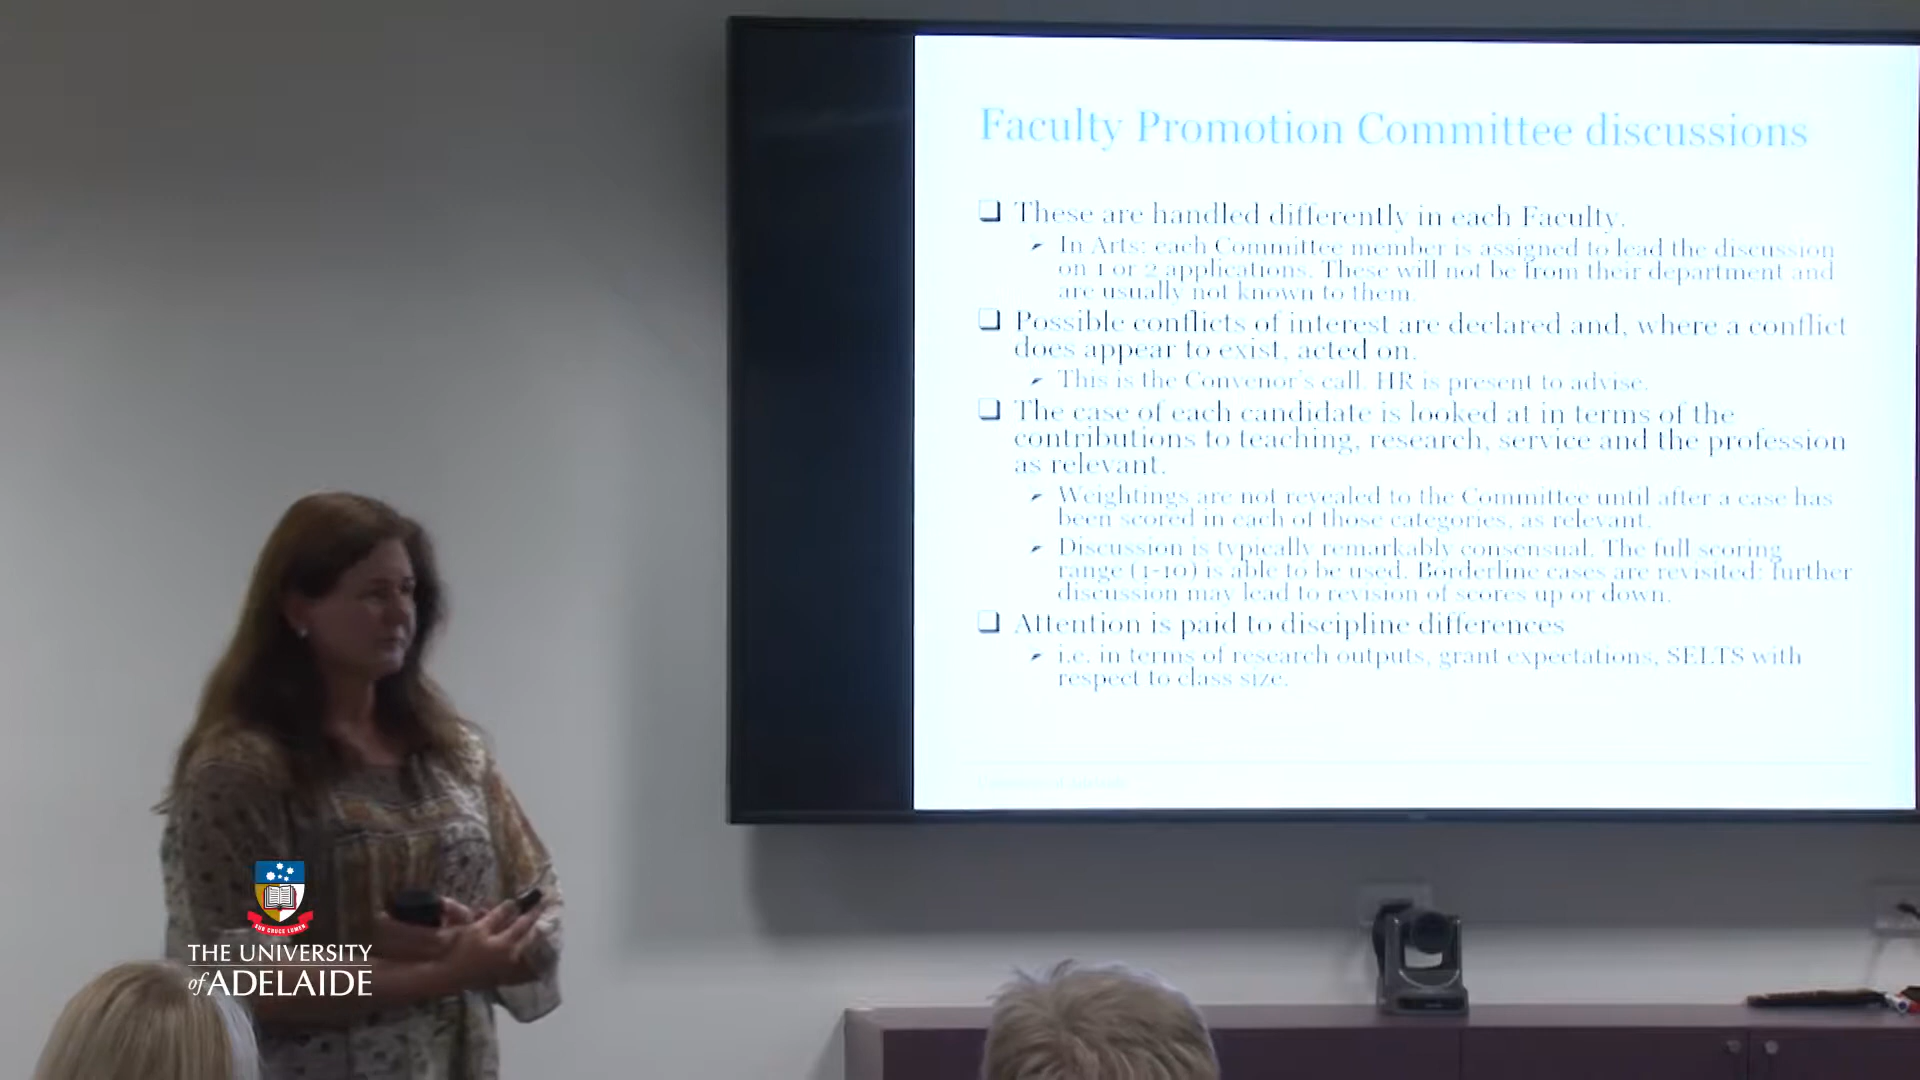 Faculty Promotion Committee discussions
These are handled differently in each Faculty.
In Arts: each Committee member is assigned to lead the discussion
on 1 or 2 applications. These will not be from their department and
are usually not known to them.
Possible conflicts of interest are declared and, where a conflict
does appear to exist, acted on.
This is the Convenor's call. HR is present to advise.
The case of each candidate is looked at in terms of the
contributions to teaching, research, service and the profession
as relevant.
Weightings are not revealed to the Committee until after a case has
been scored in each of those categories, as relevant.
Discussion is typically remarkably consensual. The full scoring
range (1-10) is able to be used. Borderline cases are revisited: further
discussion may lead to revision of scores up or down.
Attention is paid to discipline differences
i.e. in terms of research outputs, grant expectations, SELTS with
respect to class size.
SUB CRUCE LUMEN
THE UNIVERSITY
of ADELAIDE